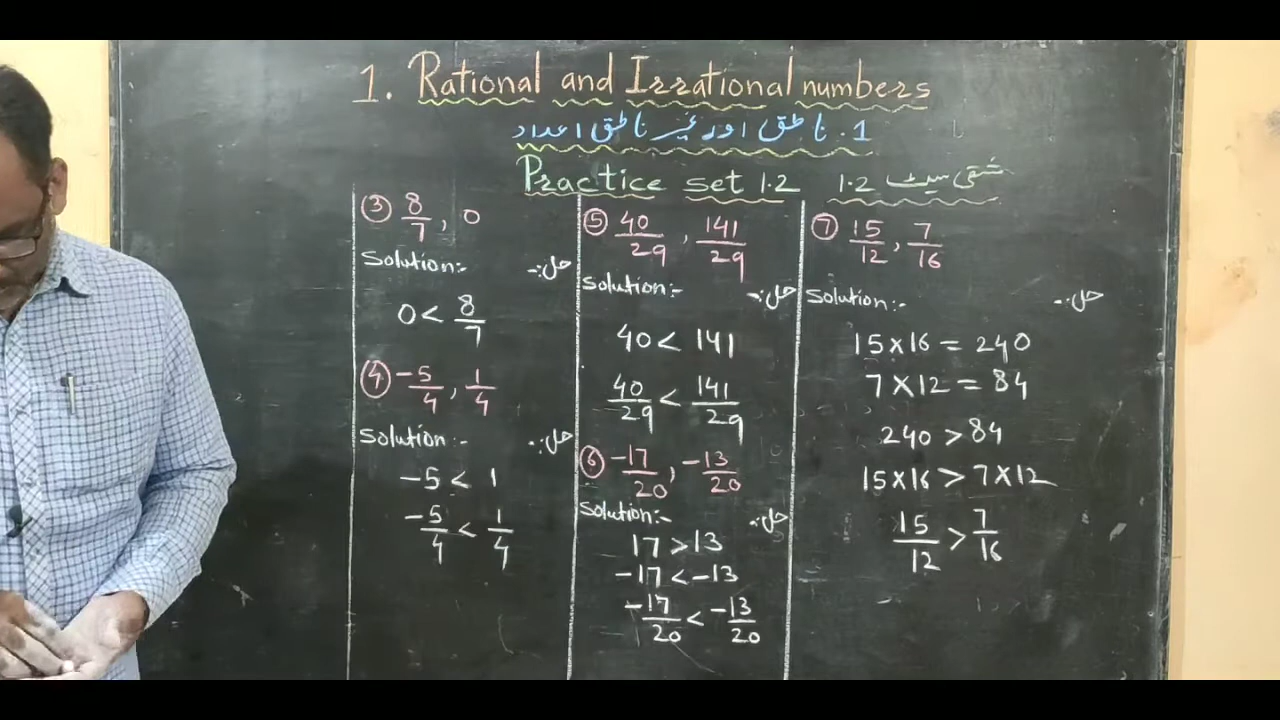 1. Rational and Irrational numbers
1. ناطق اور غیر ناطق اعداد
Practice set 1.2 مشقی سیٹ 1.2
③ 8/7, 0
Solution:- حل:-
0 < 8/7
④ -5/4, 1/4
Solution:- حل:-
-5 < 1
-5/4 < 1/4
⑤ 40/29, 141/29
Solution:- حل:-
40 < 141
40/29 < 141/29
⑥ -17/20, -13/20
Solution:- حل:-
17 > 13
-17 < -13
-17/20 < -13/20
⑦ 15/12, 7/16
Solution:- حل:-
15 x 16 = 240
7 x 12 = 84
240 > 84
15 x 16 > 7 x 12
15/12 > 7/16